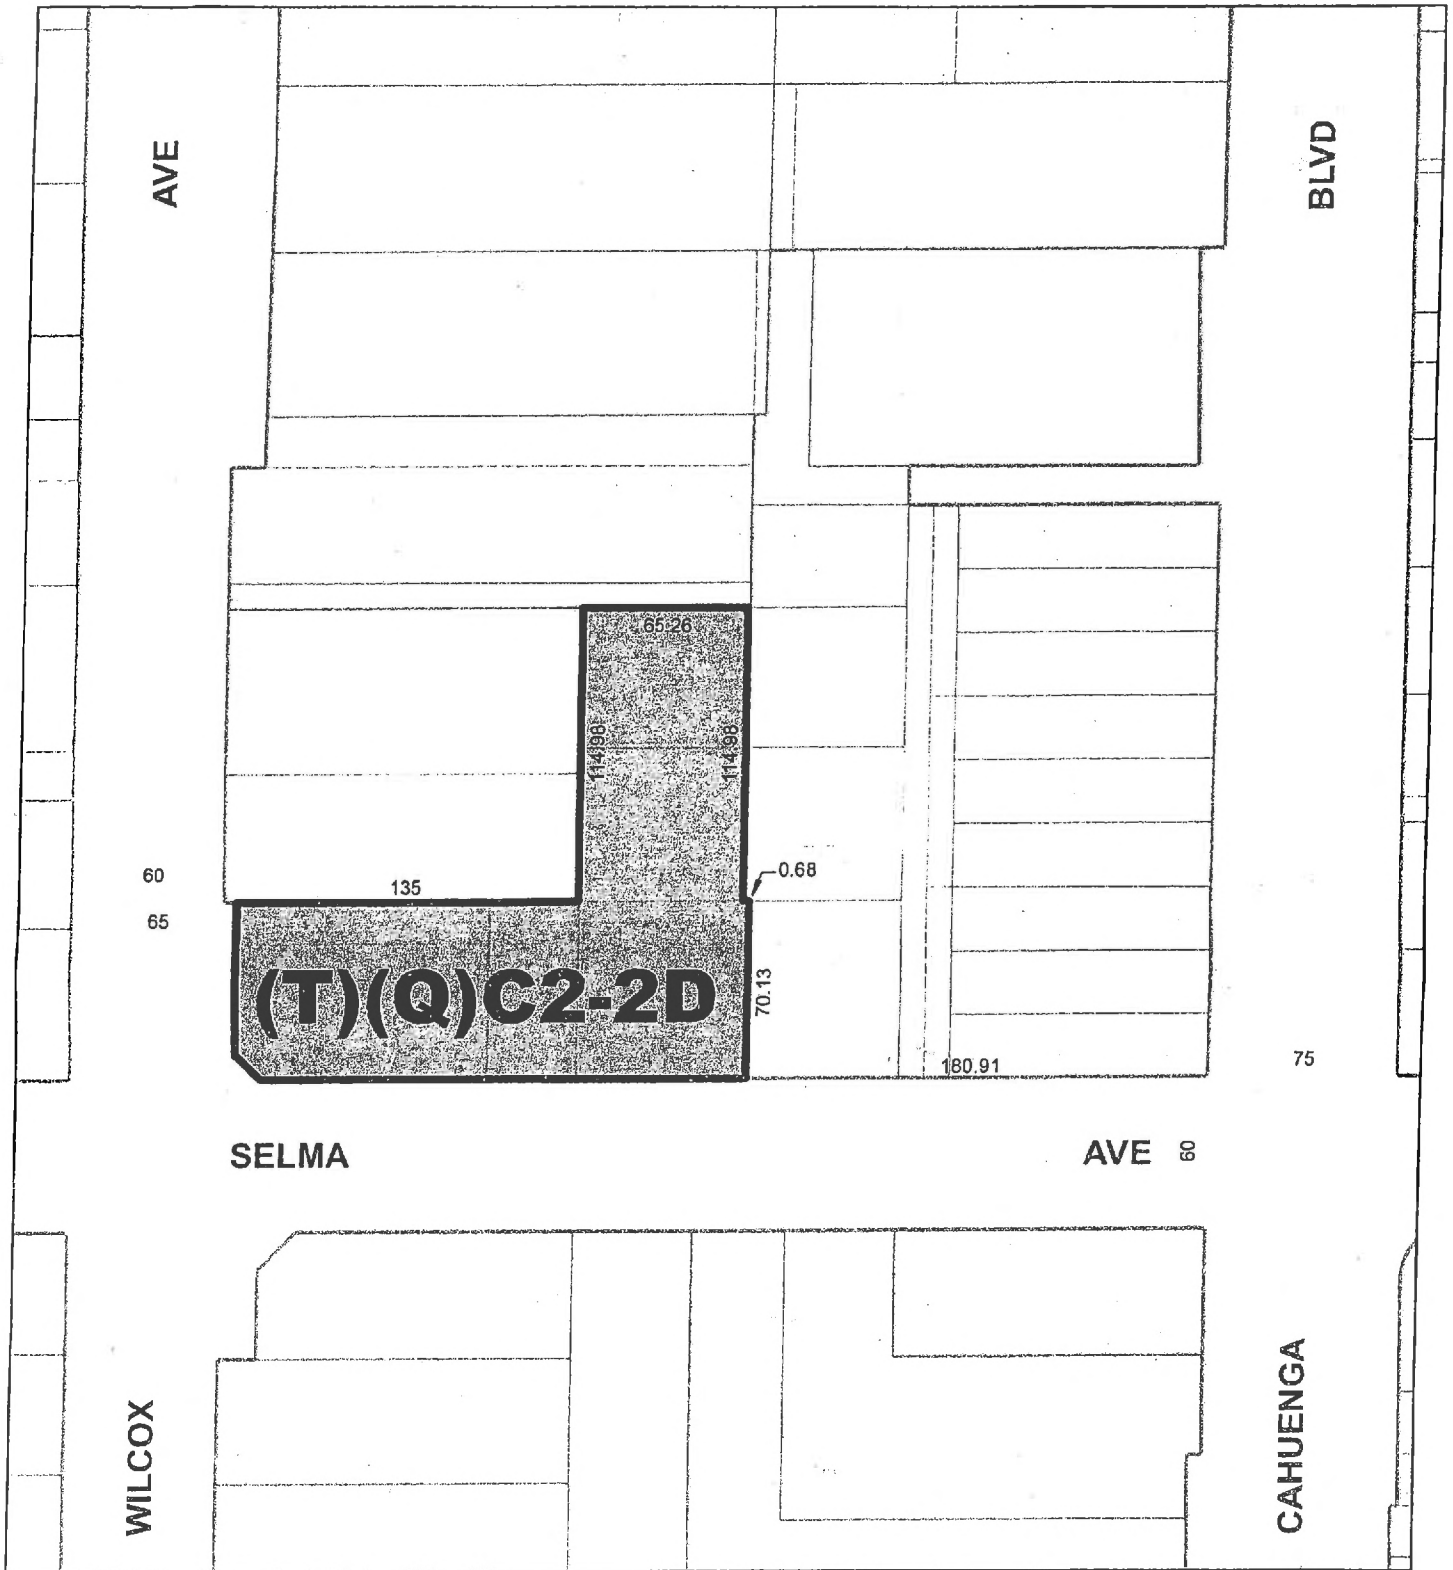 AVE
BLVD
65.26
114.98
114.98
0.68
60
135
65
(T)(Q)C2-2D
70.13
180.91
75
SELMA
AVE
60
WILCOX
CAHUENGA